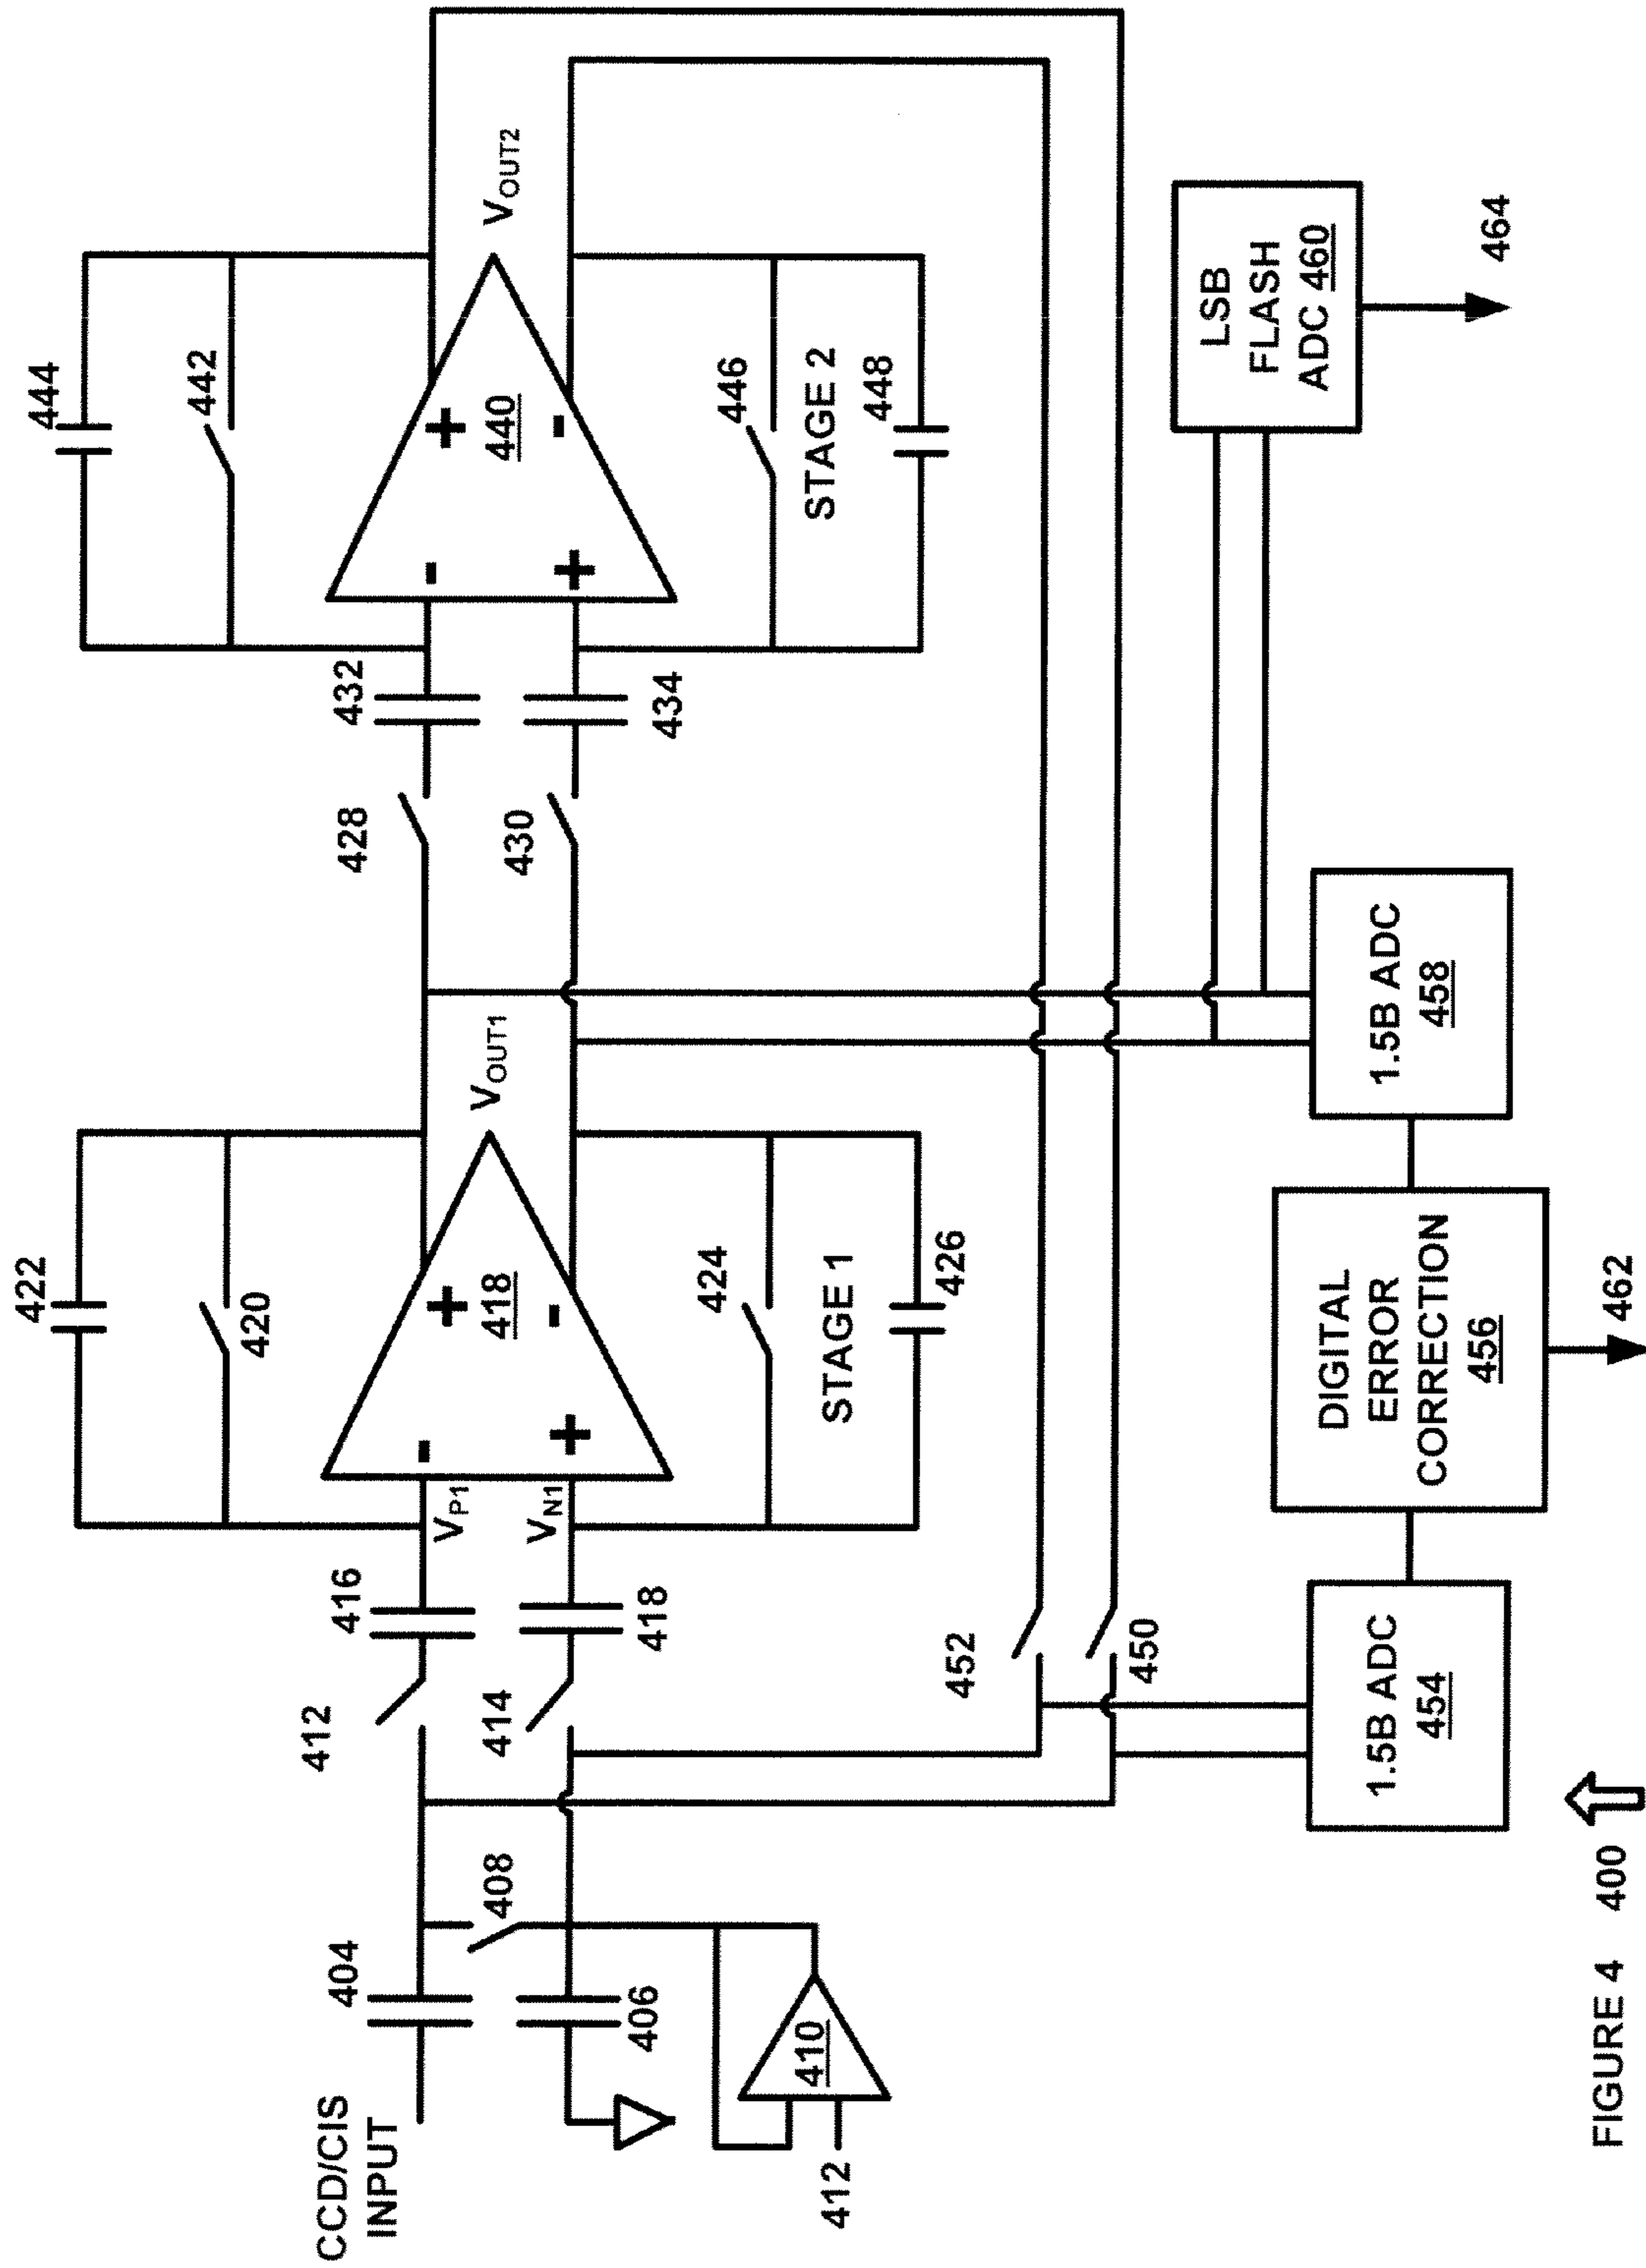 444
442
422
420
432
428
V_OUT2
+
440
-
-
+
446
STAGE 2
448
434
430
V_OUT1
+
418
-
-
+
424
STAGE 1
426
V_P1
V_N1
416
412
418
414
404
408
CCD/CIS
INPUT
406
410
412
452
450
LSB
FLASH
ADC 460
464
1.5B ADC
458
DIGITAL
ERROR
CORRECTION
456
462
1.5B ADC
454
FIGURE 4 400